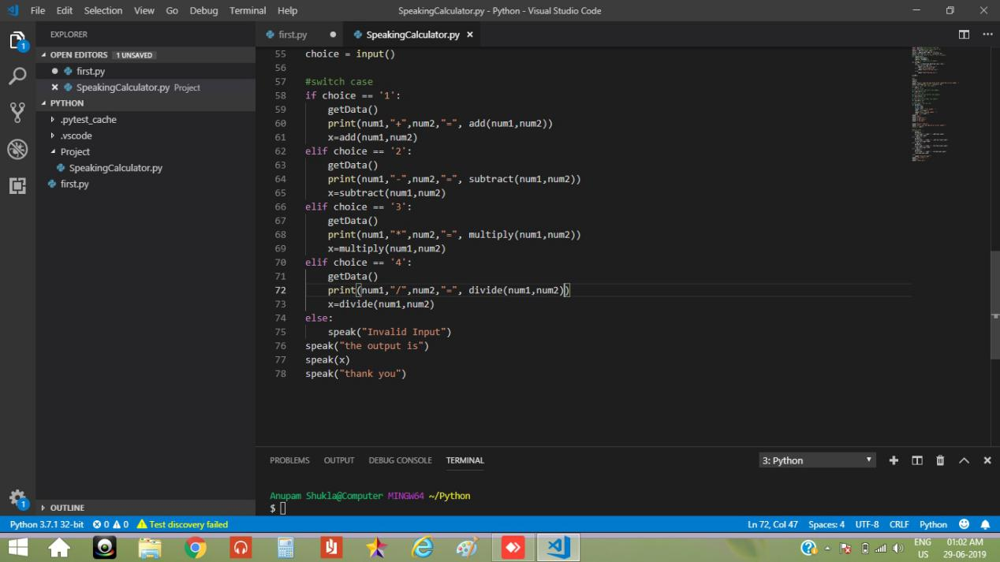 File Edit Selection View Go Debug Terminal Help SpeakingCalculator.py - Python - Visual Studio Code
EXPLORER
OPEN EDITORS 1 UNSAVED
first.py
SpeakingCalculator.py Project
PYTHON
.pytest_cache
.vscode
Project
SpeakingCalculator.py
first.py
OUTLINE
1
1
first.py SpeakingCalculator.py
55 choice = input()
56
57 #switch case
58 if choice == '1':
59     getData()
60     print(num1,"+",num2,"=", add(num1,num2))
61     x=add(num1,num2)
62 elif choice == '2':
63     getData()
64     print(num1,"-",num2,"=", subtract(num1,num2))
65     x=subtract(num1,num2)
66 elif choice == '3':
67     getData()
68     print(num1,"*",num2,"=", multiply(num1,num2))
69     x=multiply(num1,num2)
70 elif choice == '4':
71     getData()
72     print(num1,"/",num2,"=", divide(num1,num2))
73     x=divide(num1,num2)
74 else:
75     speak("Invalid Input")
76 speak("the output is")
77 speak(x)
78 speak("thank you")
PROBLEMS OUTPUT DEBUG CONSOLE TERMINAL 3: Python
Anupam Shukla@Computer MINGW64 ~/Python
$
Python 3.7.1 32-bit 0 0 Test discovery failed Ln 72, Col 47 Spaces: 4 UTF-8 CRLF Python
ENG 01:02 AM
US 29-06-2019